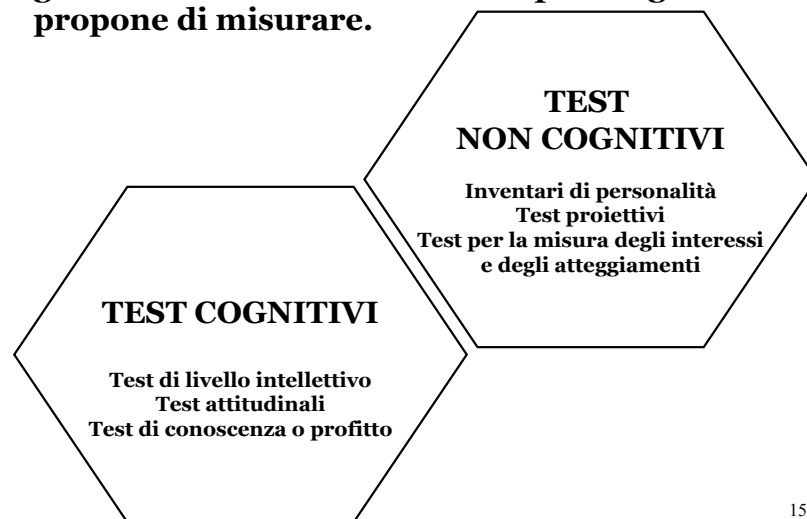 propone di misurare.
TEST
NON COGNITIVI
Inventari di personalità
Test proiettivi
Test per la misura degli interessi
e degli atteggiamenti
TEST COGNITIVI
Test di livello intellettivo
Test attitudinali
Test di conoscenza o profitto
15